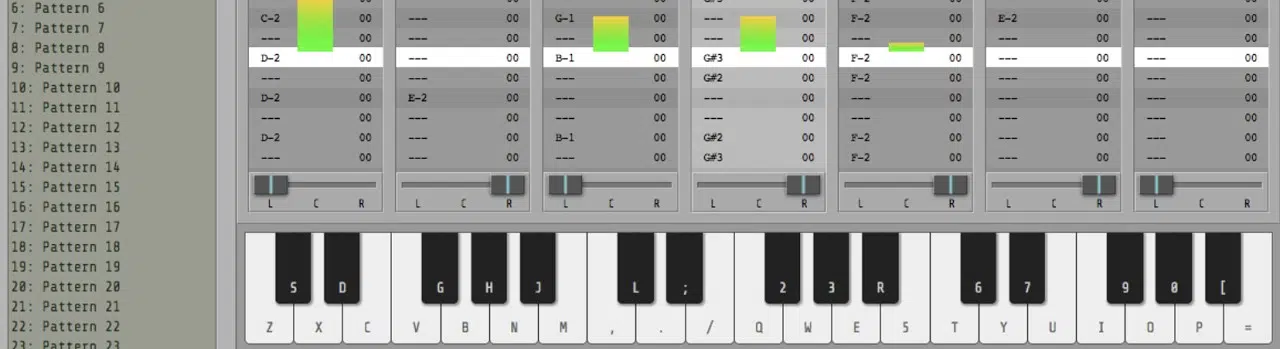 6: Pattern 6
7: Pattern 7
8: Pattern 8
9: Pattern 9
10: Pattern 10
11: Pattern 11
12: Pattern 12
13: Pattern 13
14: Pattern 14
15: Pattern 15
16: Pattern 16
17: Pattern 17
18: Pattern 18
19: Pattern 19
20: Pattern 20
21: Pattern 21
22: Pattern 22
23: Pattern 23
C-2 00 --- 00 G-1 00 --- 00 F-2 00 E-2 00 --- 00
--- 00 --- 00 --- 00 --- 00 --- 00 --- 00 --- 00
D-2 00 --- 00 B-1 00 G#3 00 F-2 00 --- 00 --- 00
--- 00 --- 00 --- 00 G#2 00 F-2 00 --- 00 --- 00
D-2 00 E-2 00 --- 00 --- 00 --- 00 --- 00 --- 00
--- 00 --- 00 --- 00 --- 00 --- 00 --- 00 --- 00
D-2 00 --- 00 B-1 00 G#2 00 F-2 00 --- 00 --- 00
--- 00 --- 00 --- 00 G#3 00 F-2 00 --- 00 --- 00
L C R L C R L C R L C R L C R L C R L C R
S D G H J L ; 2 3 R 6 7 9 0 [
Z X C V B N M , . / Q W E 5 T Y U I O P =